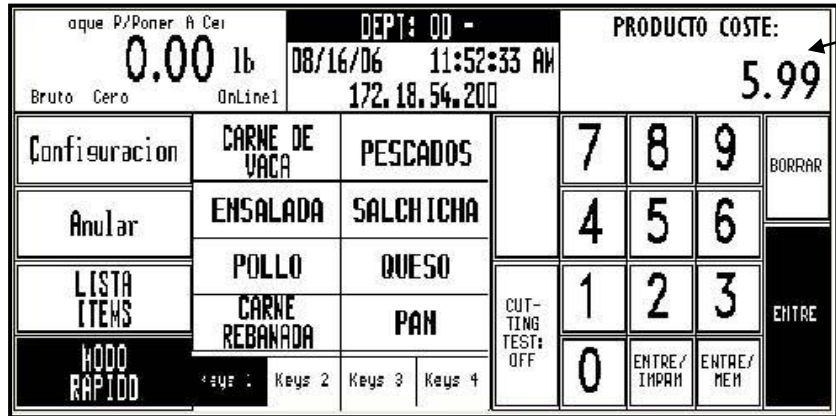 oque P/Poner A Cer
0.00 lb
Bruto Cero OnLine1
DEPT: 00 -
08/16/06 11:52:33 AM
172.18.54.200
PRODUCTO COSTE:
5.99
Configuracion
CARNE DE
VACA
PESCADOS
7
8
9
BORRAR
Anular
ENSALADA
SALCHICHA
4
5
6
LISTA
ITEMS
POLLO
QUESO
CARNE
REBANADA
PAN
CUT-
TING
TEST:
OFF
1
2
3
ENTRE
MODO
RAPIDO
Keys 1
Keys 2
Keys 3
Keys 4
0
ENTRE/
IMPAM
ENTRE/
MEM